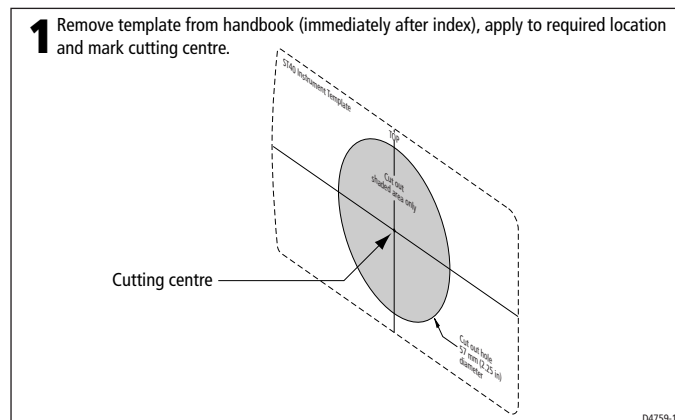 1 Remove template from handbook (immediately after index), apply to required location
and mark cutting centre.
ST40 Instrument Template
TOP
Cut out
shaded area only
Cutting centre
Cut out hole
57 mm (2.25 in)
diameter
D4759-1